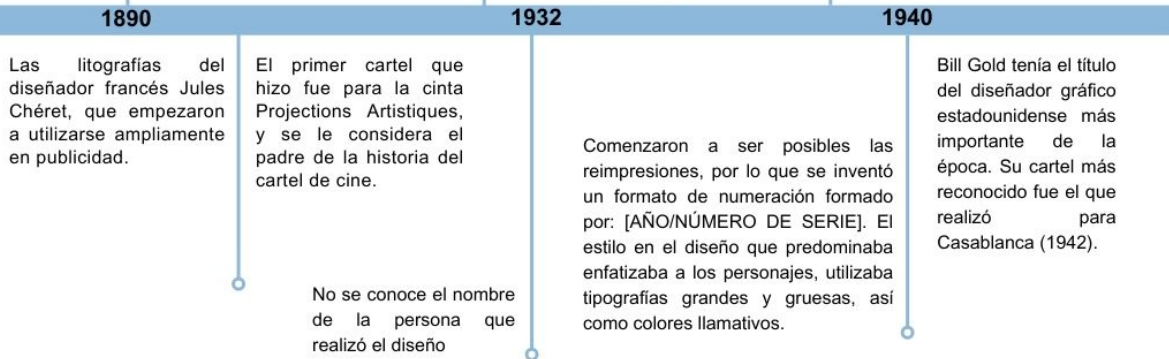 1890
1932
1940
Las litografías del
diseñador francés Jules
Chéret, que empezaron
a utilizarse ampliamente
en publicidad.
El primer cartel que
hizo fue para la cinta
Projections Artistiques,
y se le considera el
padre de la historia del
cartel de cine.
No se conoce el nombre
de la persona que
realizó el diseño
Comenzaron a ser posibles las
reimpresiones, por lo que se inventó
un formato de numeración formado
por: [AÑO/NÚMERO DE SERIE]. El
estilo en el diseño que predominaba
enfatizaba a los personajes, utilizaba
tipografías grandes y gruesas, así
como colores llamativos.
Bill Gold tenía el título
del diseñador gráfico
estadounidense más
importante de la
época. Su cartel más
reconocido fue el que
realizó para
Casablanca (1942).